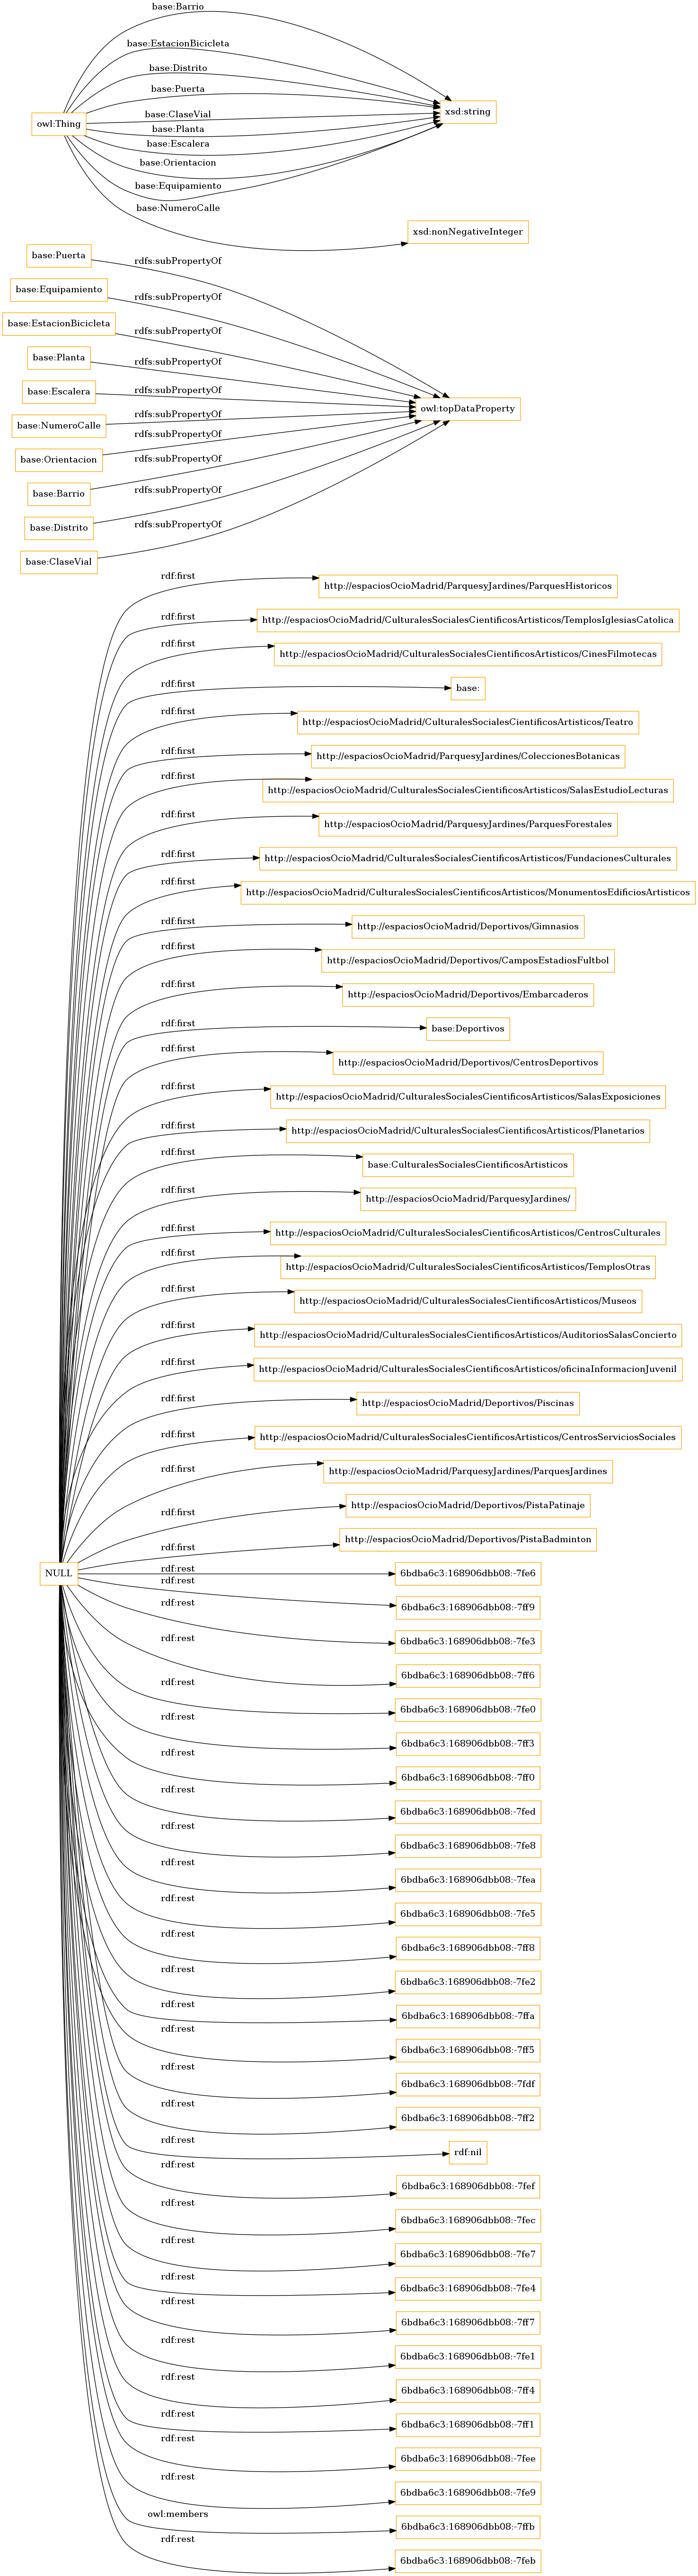 base:Barrio
base:EstacionBicicleta
base:Distrito
base:Puerta
xsd:string
base:ClaseVial
owl:Thing
base:Planta
base:Escalera
base:Orientacion
base:Equipamiento
base:NumeroCalle
xsd:nonNegativeInteger
base:Puerta
rdfs:subPropertyOf
base:Equipamiento
rdfs:subPropertyOf
base:EstacionBicicleta
rdfs:subPropertyOf
base:Planta
rdfs:subPropertyOf
base:Escalera
rdfs:subPropertyOf
owl:topDataProperty
base:NumeroCalle
rdfs:subPropertyOf
base:Orientacion
rdfs:subPropertyOf
base:Barrio
rdfs:subPropertyOf
base:Distrito
rdfs:subPropertyOf
base:ClaseVial
rdfs:subPropertyOf
rdf:first
http://espaciosOcioMadrid/ParquesyJardines/ParquesHistoricos
rdf:first
http://espaciosOcioMadrid/CulturalesSocialesCientificosArtisticos/TemplosIglesiasCatolica
rdf:first
http://espaciosOcioMadrid/CulturalesSocialesCientificosArtisticos/CinesFilmotecas
rdf:first
base:
rdf:first
http://espaciosOcioMadrid/CulturalesSocialesCientificosArtisticos/Teatro
rdf:first
http://espaciosOcioMadrid/ParquesyJardines/ColeccionesBotanicas
rdf:first
http://espaciosOcioMadrid/CulturalesSocialesCientificosArtisticos/SalasEstudioLecturas
rdf:first
http://espaciosOcioMadrid/ParquesyJardines/ParquesForestales
rdf:first
http://espaciosOcioMadrid/CulturalesSocialesCientificosArtisticos/FundacionesCulturales
rdf:first
http://espaciosOcioMadrid/CulturalesSocialesCientificosArtisticos/MonumentosEdificiosArtisticos
rdf:first
http://espaciosOcioMadrid/Deportivos/Gimnasios
rdf:first
http://espaciosOcioMadrid/Deportivos/CamposEstadiosFultbol
rdf:first
http://espaciosOcioMadrid/Deportivos/Embarcaderos
rdf:first
base:Deportivos
rdf:first
http://espaciosOcioMadrid/Deportivos/CentrosDeportivos
rdf:first
http://espaciosOcioMadrid/CulturalesSocialesCientificosArtisticos/SalasExposiciones
rdf:first
http://espaciosOcioMadrid/CulturalesSocialesCientificosArtisticos/Planetarios
rdf:first
base:CulturalesSocialesCientificosArtisticos
rdf:first
http://espaciosOcioMadrid/ParquesyJardines/
rdf:first
http://espaciosOcioMadrid/CulturalesSocialesCientificosArtisticos/CentrosCulturales
rdf:first
http://espaciosOcioMadrid/CulturalesSocialesCientificosArtisticos/TemplosOtras
rdf:first
http://espaciosOcioMadrid/CulturalesSocialesCientificosArtisticos/Museos
rdf:first
http://espaciosOcioMadrid/CulturalesSocialesCientificosArtisticos/AuditoriosSalasConcierto
rdf:first
http://espaciosOcioMadrid/CulturalesSocialesCientificosArtisticos/oficinaInformacionJuvenil
rdf:first
http://espaciosOcioMadrid/Deportivos/Piscinas
rdf:first
http://espaciosOcioMadrid/CulturalesSocialesCientificosArtisticos/CentrosServiciosSociales
rdf:first
http://espaciosOcioMadrid/ParquesyJardines/ParquesJardines
rdf:first
http://espaciosOcioMadrid/Deportivos/PistaPatinaje
rdf:first
http://espaciosOcioMadrid/Deportivos/PistaBadminton
NULL
rdf:rest
6bdba6c3:168906dbb08:-7fe6
rdf:rest
6bdba6c3:168906dbb08:-7ff9
rdf:rest
6bdba6c3:168906dbb08:-7fe3
rdf:rest
6bdba6c3:168906dbb08:-7ff6
rdf:rest
6bdba6c3:168906dbb08:-7fe0
rdf:rest
6bdba6c3:168906dbb08:-7ff3
rdf:rest
6bdba6c3:168906dbb08:-7ff0
rdf:rest
6bdba6c3:168906dbb08:-7fed
rdf:rest
6bdba6c3:168906dbb08:-7fe8
rdf:rest
6bdba6c3:168906dbb08:-7fea
rdf:rest
6bdba6c3:168906dbb08:-7fe5
rdf:rest
6bdba6c3:168906dbb08:-7ff8
rdf:rest
6bdba6c3:168906dbb08:-7fe2
rdf:rest
6bdba6c3:168906dbb08:-7ffa
rdf:rest
6bdba6c3:168906dbb08:-7ff5
rdf:rest
6bdba6c3:168906dbb08:-7fdf
rdf:rest
6bdba6c3:168906dbb08:-7ff2
rdf:rest
rdf:nil
rdf:rest
6bdba6c3:168906dbb08:-7fef
rdf:rest
6bdba6c3:168906dbb08:-7fec
rdf:rest
6bdba6c3:168906dbb08:-7fe7
rdf:rest
6bdba6c3:168906dbb08:-7fe4
rdf:rest
6bdba6c3:168906dbb08:-7ff7
rdf:rest
6bdba6c3:168906dbb08:-7fe1
rdf:rest
6bdba6c3:168906dbb08:-7ff4
rdf:rest
6bdba6c3:168906dbb08:-7ff1
rdf:rest
6bdba6c3:168906dbb08:-7fee
rdf:rest
6bdba6c3:168906dbb08:-7fe9
owl:members
6bdba6c3:168906dbb08:-7ffb
rdf:rest
6bdba6c3:168906dbb08:-7feb